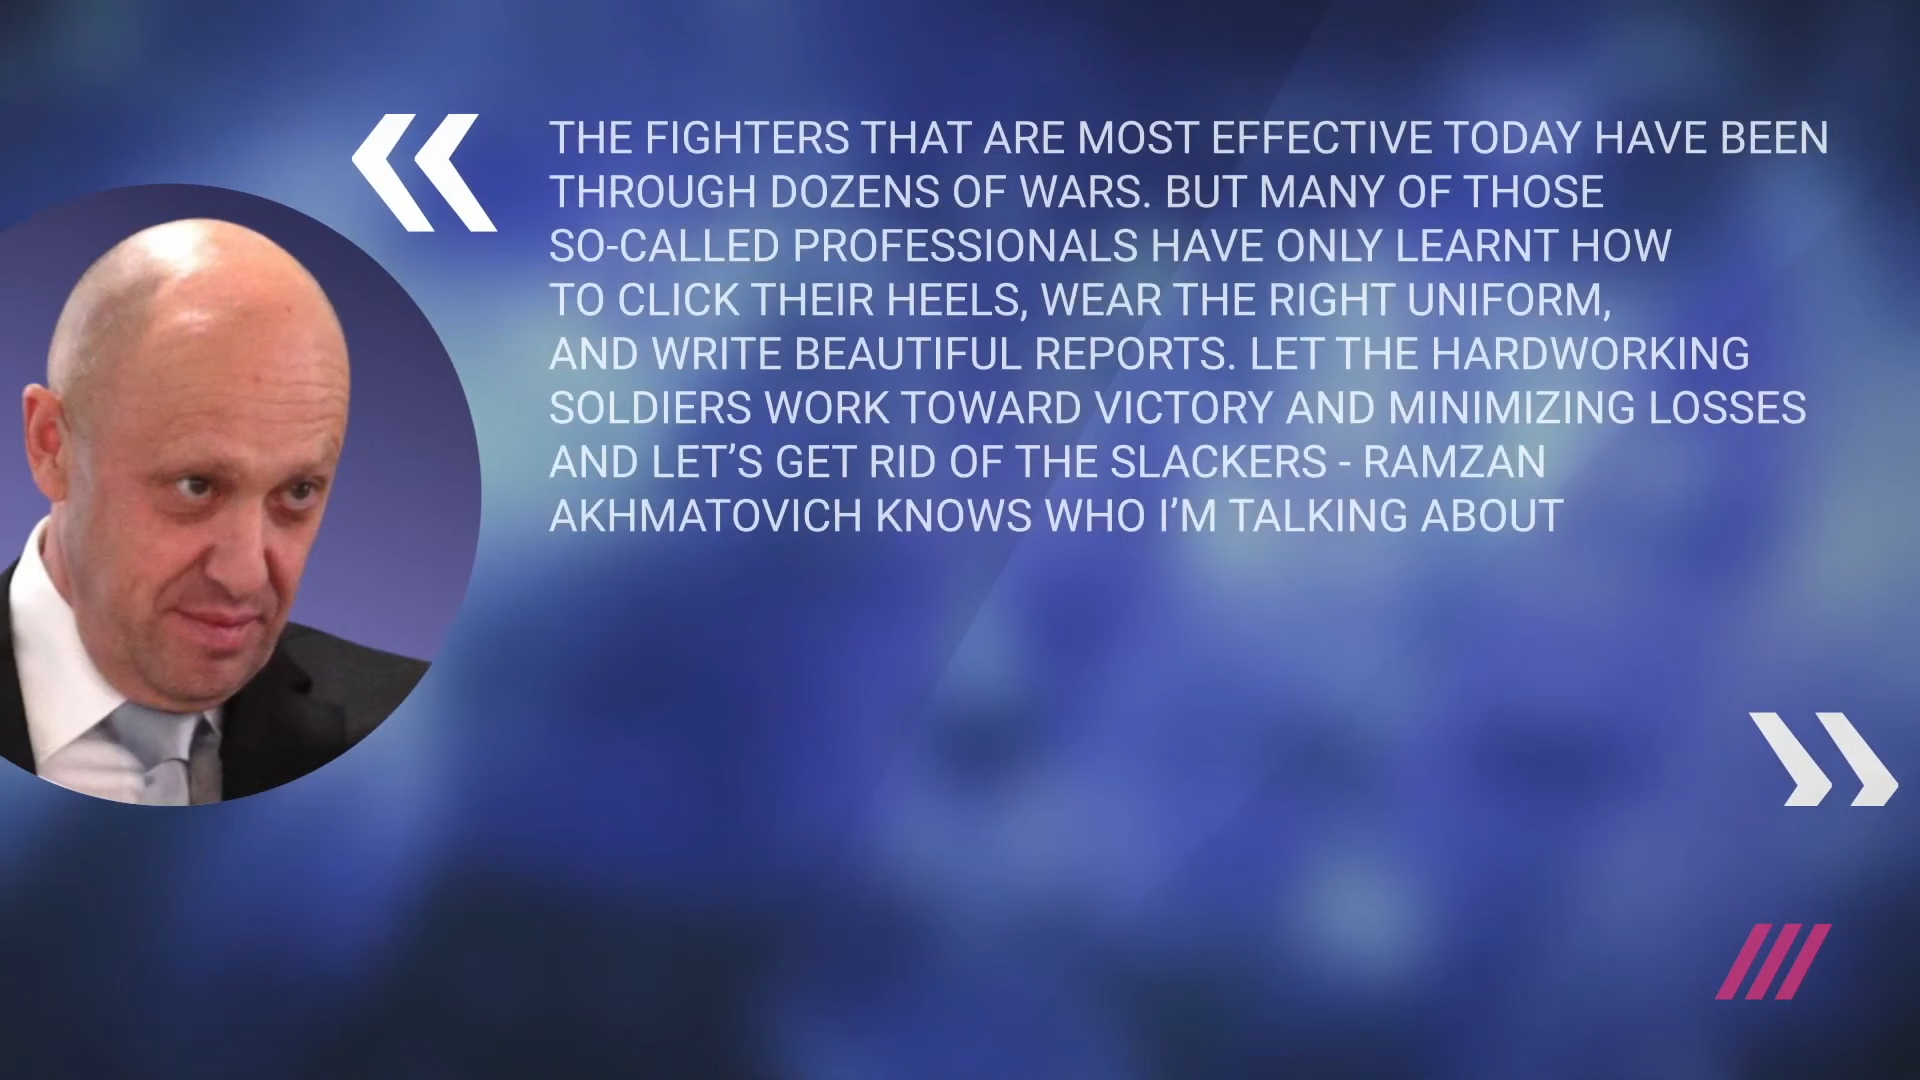 THE FIGHTERS THAT ARE MOST EFFECTIVE TODAY HAVE BEEN
THROUGH DOZENS OF WARS. BUT MANY OF THOSE
SO-CALLED PROFESSIONALS HAVE ONLY LEARNT HOW
TO CLICK THEIR HEELS, WEAR THE RIGHT UNIFORM,
AND WRITE BEAUTIFUL REPORTS. LET THE HARDWORKING
SOLDIERS WORK TOWARD VICTORY AND MINIMIZING LOSSES
AND LET’S GET RID OF THE SLACKERS - RAMZAN
AKHMATOVICH KNOWS WHO I’M TALKING ABOUT